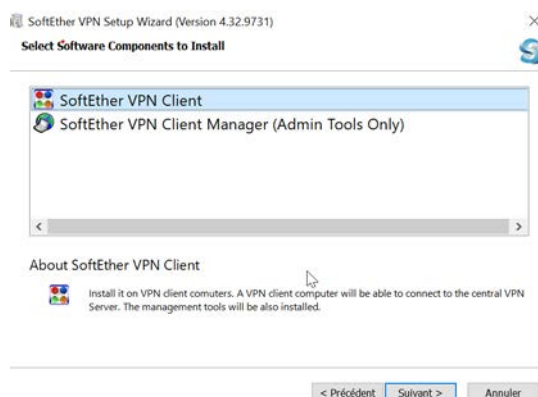 SoftEther VPN Setup Wizard (Version 4.32.9731)
Select Software Components to Install
SoftEther VPN Client
SoftEther VPN Client Manager (Admin Tools Only)
About SoftEther VPN Client
Install it on VPN client comuters. A VPN client computer will be able to connect to the central VPN
Server. The management tools will be also installed.
< Précédent Suivant > Annuler